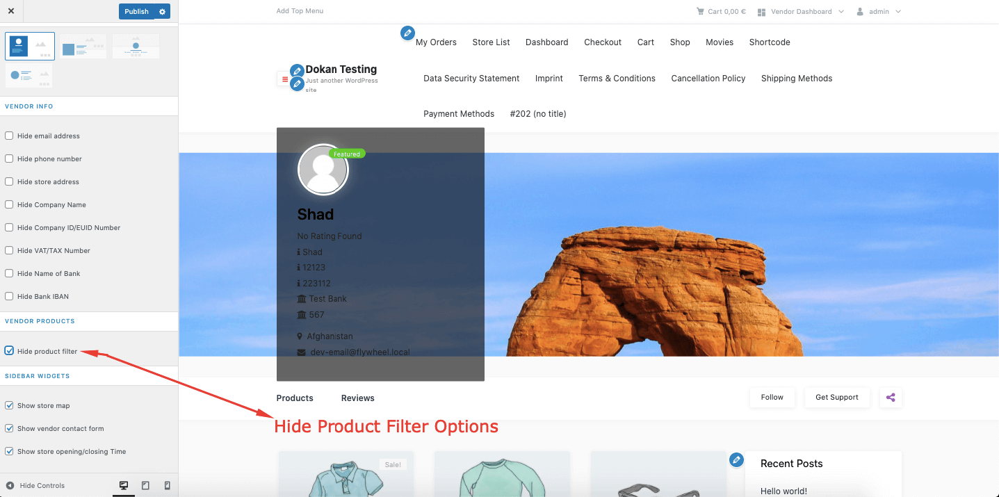 Publish
VENDOR INFO
Hide email address
Hide phone number
Hide store address
Hide Company Name
Hide Company ID/EUID Number
Hide VAT/TAX Number
Hide Name of Bank
Hide Bank IBAN
VENDOR PRODUCTS
Hide product filter
SIDEBAR WIDGETS
Show store map
Show vendor contact form
Show store opening/closing Time
Hide Controls
Add Top Menu
Cart 0,00 €
Vendor Dashboard
admin
My Orders Store List Dashboard Checkout Cart Shop Movies Shortcode
Dokan Testing
Just another WordPress
site
Data Security Statement Imprint Terms & Conditions Cancellation Policy Shipping Methods
Payment Methods #202 (no title)
Featured
Shad
No Rating Found
Shad
12123
223112
Test Bank
567
Afghanistan
dev-email@flywheel.local
Products Reviews
Follow Get Support
Hide Product Filter Options
Sale!
Recent Posts
Hello world!